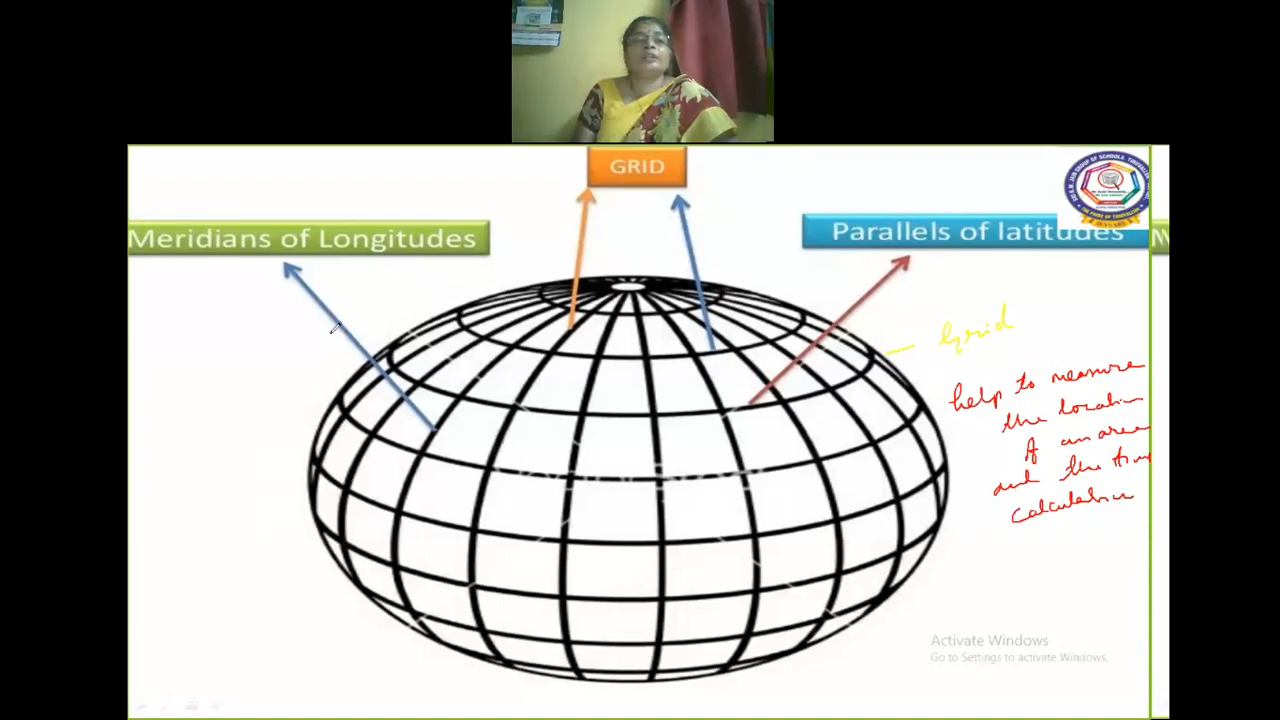 GRID
Meridians of Longitudes
Parallels of latitudes
Grid
help to measure
the location
of an area
and the time
calculation
Activate Windows
Go to Settings to activate Windows.